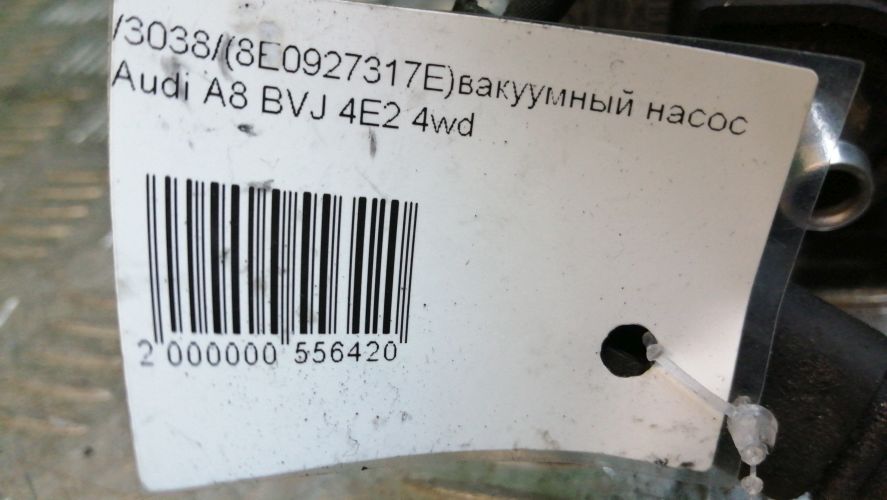 /3038/(8E0927317E)вакуумный насос
Audi A8 BVJ 4E2 4wd
2 000000 556420